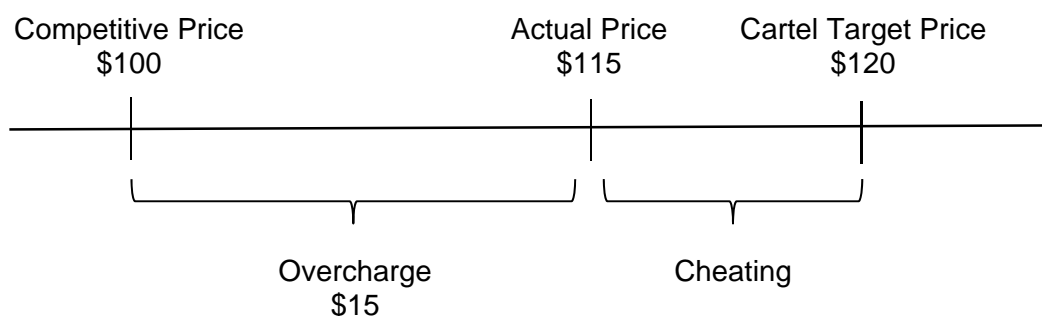 Competitive Price
$100
Actual Price
$115
Cartel Target Price
$120
Overcharge
$15
Cheating